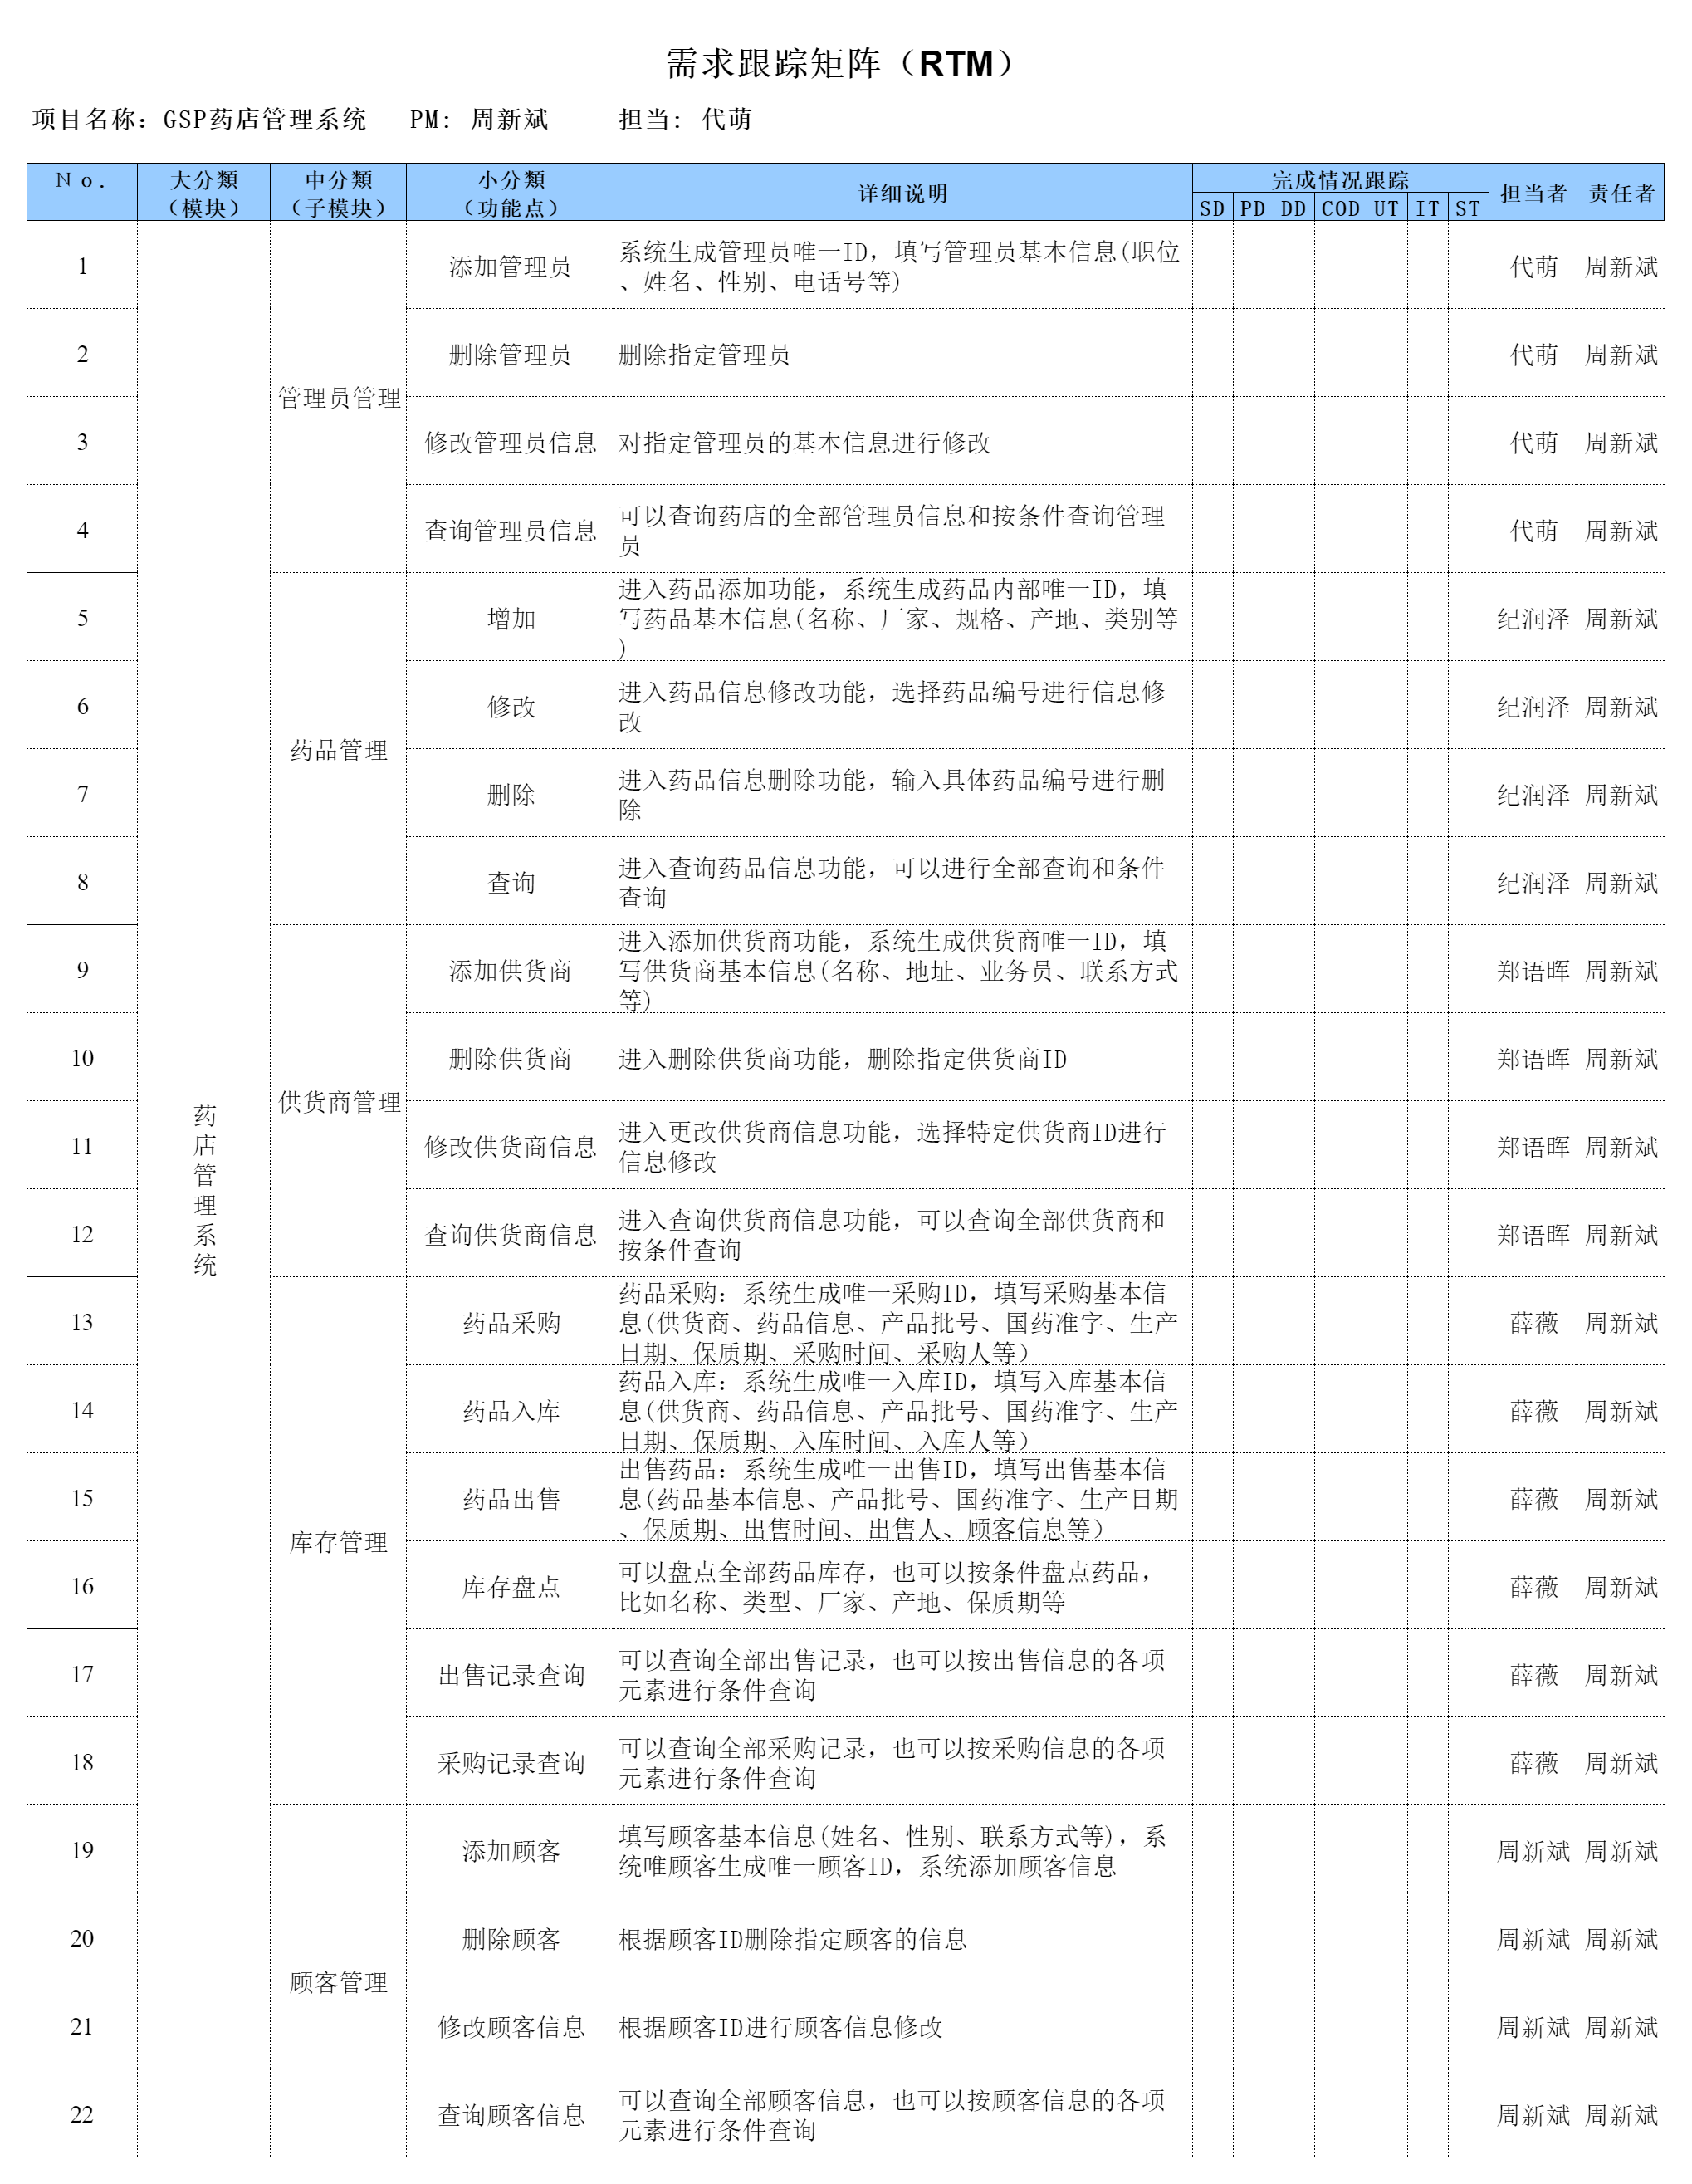 需求跟踪矩阵（RTM）
项目名称：GSP药店管理系统 PM: 周新斌 担当: 代萌
No. 大分類 中分類 小分類 详细说明 完成情况跟踪 担当者 责任者
（模块） （子模块） （功能点） SD PD DD COD UT IT ST
药店管理系统
管理员管理
1 添加管理员 系统生成管理员唯一ID，填写管理员基本信息(职位
、姓名、性别、电话号等) 代萌 周新斌
2 删除管理员 删除指定管理员 代萌 周新斌
3 修改管理员信息 对指定管理员的基本信息进行修改 代萌 周新斌
4 查询管理员信息 可以查询药店的全部管理员信息和按条件查询管理
员 代萌 周新斌
药品管理
5 增加 进入药品添加功能，系统生成药品内部唯一ID，填
写药品基本信息(名称、厂家、规格、产地、类别等
) 纪润泽 周新斌
6 修改 进入药品信息修改功能，选择药品编号进行信息修
改 纪润泽 周新斌
7 删除 进入药品信息删除功能，输入具体药品编号进行删
除 纪润泽 周新斌
8 查询 进入查询药品信息功能，可以进行全部查询和条件
查询 纪润泽 周新斌
供货商管理
9 添加供货商 进入添加供货商功能，系统生成供货商唯一ID，填
写供货商基本信息(名称、地址、业务员、联系方式
等) 郑语晖 周新斌
10 删除供货商 进入删除供货商功能，删除指定供货商ID 郑语晖 周新斌
11 修改供货商信息 进入更改供货商信息功能，选择特定供货商ID进行
信息修改 郑语晖 周新斌
12 查询供货商信息 进入查询供货商信息功能，可以查询全部供货商和
按条件查询 郑语晖 周新斌
库存管理
13 药品采购 药品采购：系统生成唯一采购ID，填写采购基本信
息(供货商、药品信息、产品批号、国药准字、生产
日期、保质期、采购时间、采购人等） 薛薇 周新斌
14 药品入库 药品入库：系统生成唯一入库ID，填写入库基本信
息(供货商、药品信息、产品批号、国药准字、生产
日期、保质期、入库时间、入库人等） 薛薇 周新斌
15 药品出售 出售药品：系统生成唯一出售ID，填写出售基本信
息(药品基本信息、产品批号、国药准字、生产日期
、保质期、出售时间、出售人、顾客信息等） 薛薇 周新斌
16 库存盘点 可以盘点全部药品库存，也可以按条件盘点药品，
比如名称、类型、厂家、产地、保质期等 薛薇 周新斌
17 出售记录查询 可以查询全部出售记录，也可以按出售信息的各项
元素进行条件查询 薛薇 周新斌
18 采购记录查询 可以查询全部采购记录，也可以按采购信息的各项
元素进行条件查询 薛薇 周新斌
顾客管理
19 添加顾客 填写顾客基本信息(姓名、性别、联系方式等)，系
统唯顾客生成唯一顾客ID，系统添加顾客信息 周新斌 周新斌
20 删除顾客 根据顾客ID删除指定顾客的信息 周新斌 周新斌
21 修改顾客信息 根据顾客ID进行顾客信息修改 周新斌 周新斌
22 查询顾客信息 可以查询全部顾客信息，也可以按顾客信息的各项
元素进行条件查询 周新斌 周新斌